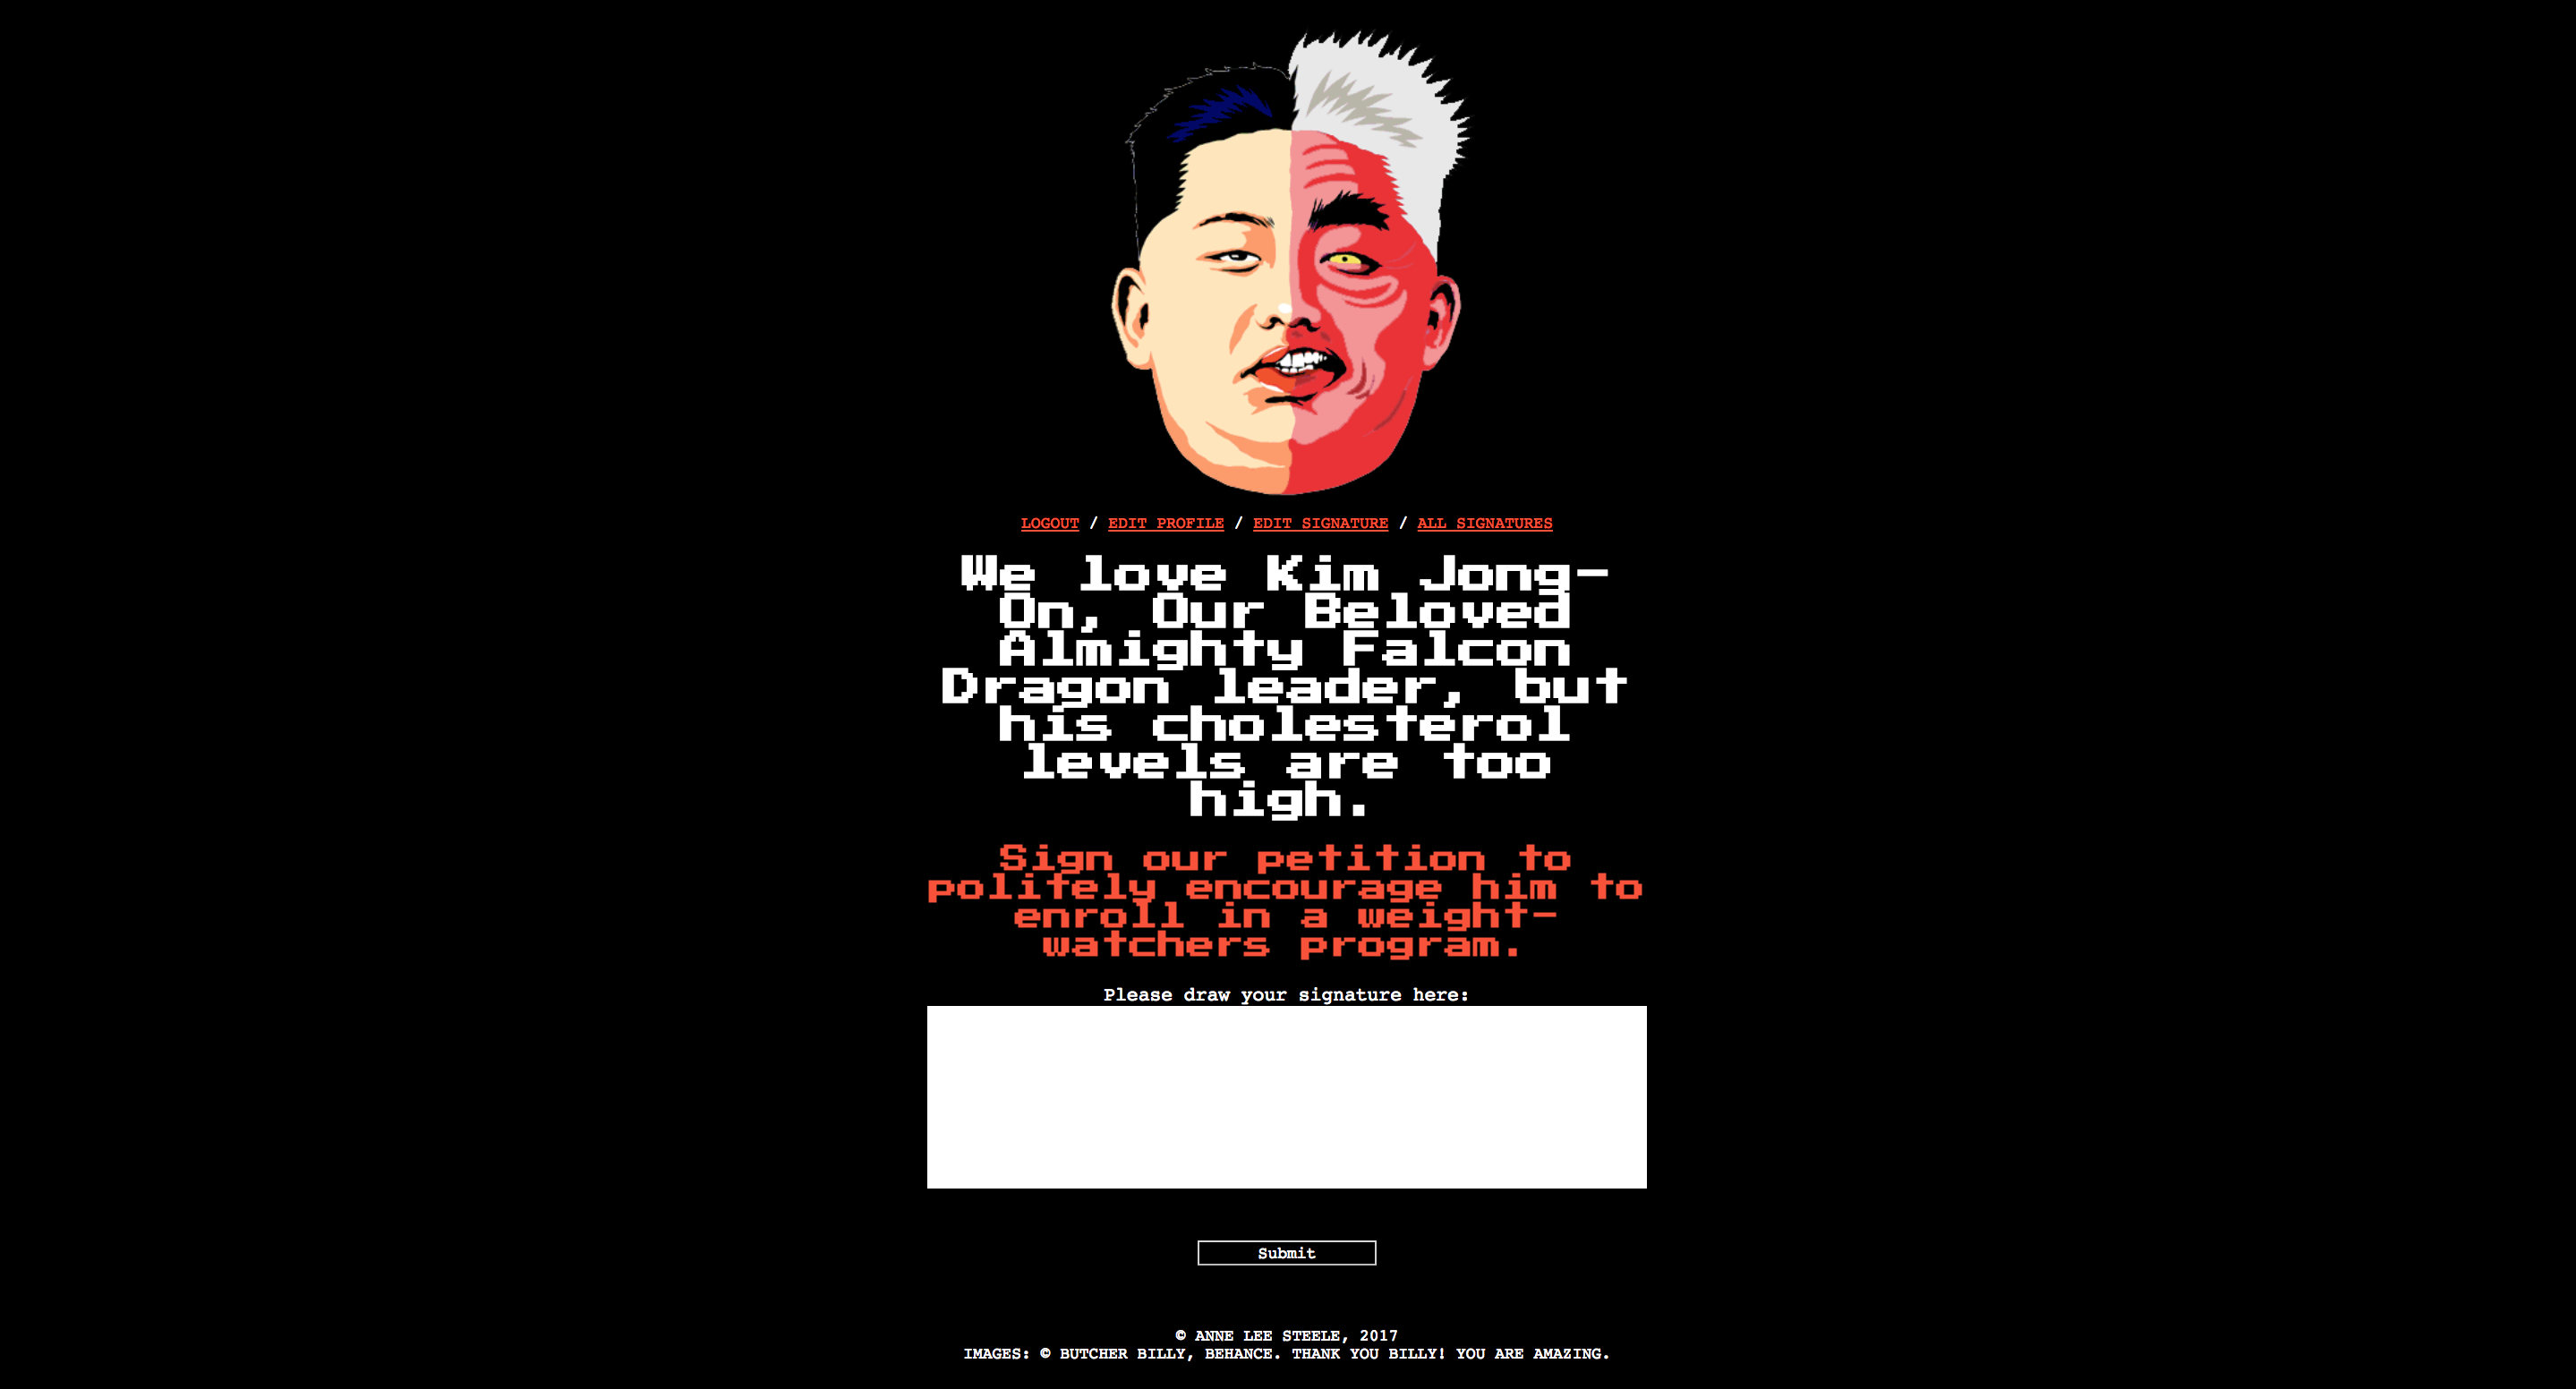 LOGOUT / EDIT PROFILE / EDIT SIGNATURE / ALL SIGNATURES
We love Kim Jong-
On, Our Beloved
Almighty Falcon
Dragon leader, but
his cholesterol
levels are too
high.
Sign our petition to
politely encourage him to
enroll in a weight-
watchers program.
Please draw your signature here:
Submit
© ANNE LEE STEELE, 2017
IMAGES: © BUTCHER BILLY, BEHANCE. THANK YOU BILLY! YOU ARE AMAZING.